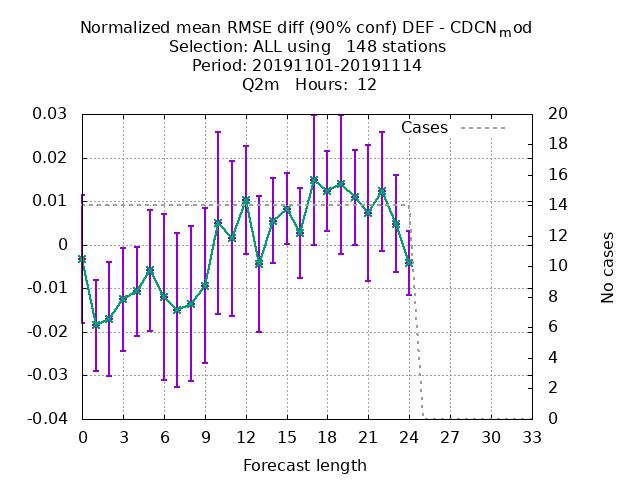 Normalized mean RMSE diff (90% conf) DEF - CDCNmod
Selection: ALL using   148 stations
Period: 20191101-20191114
Q2m   Hours:  12
0.03
0.02
0.01
0
-0.01
-0.02
-0.03
-0.04
Cases
20
18
16
14
12
10
8
6
4
2
0
No cases
0 3 6 9 12 15 18 21 24 27 30 33
Forecast length